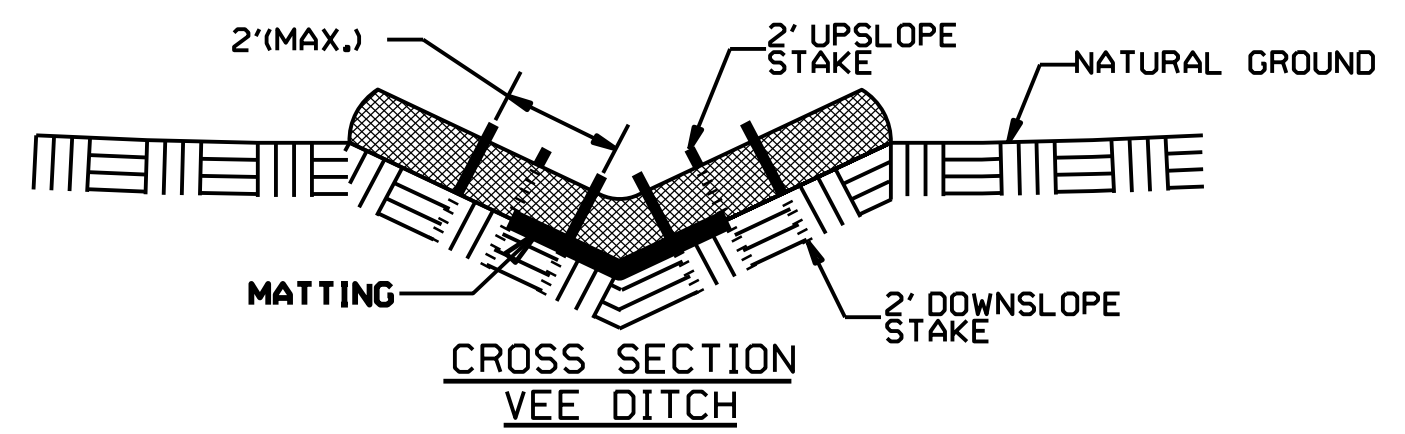 2'(MAX.)
2' UPSLOPE
STAKE
NATURAL GROUND
MATTING
2' DOWNSLOPE
STAKE
CROSS SECTION
VEE DITCH